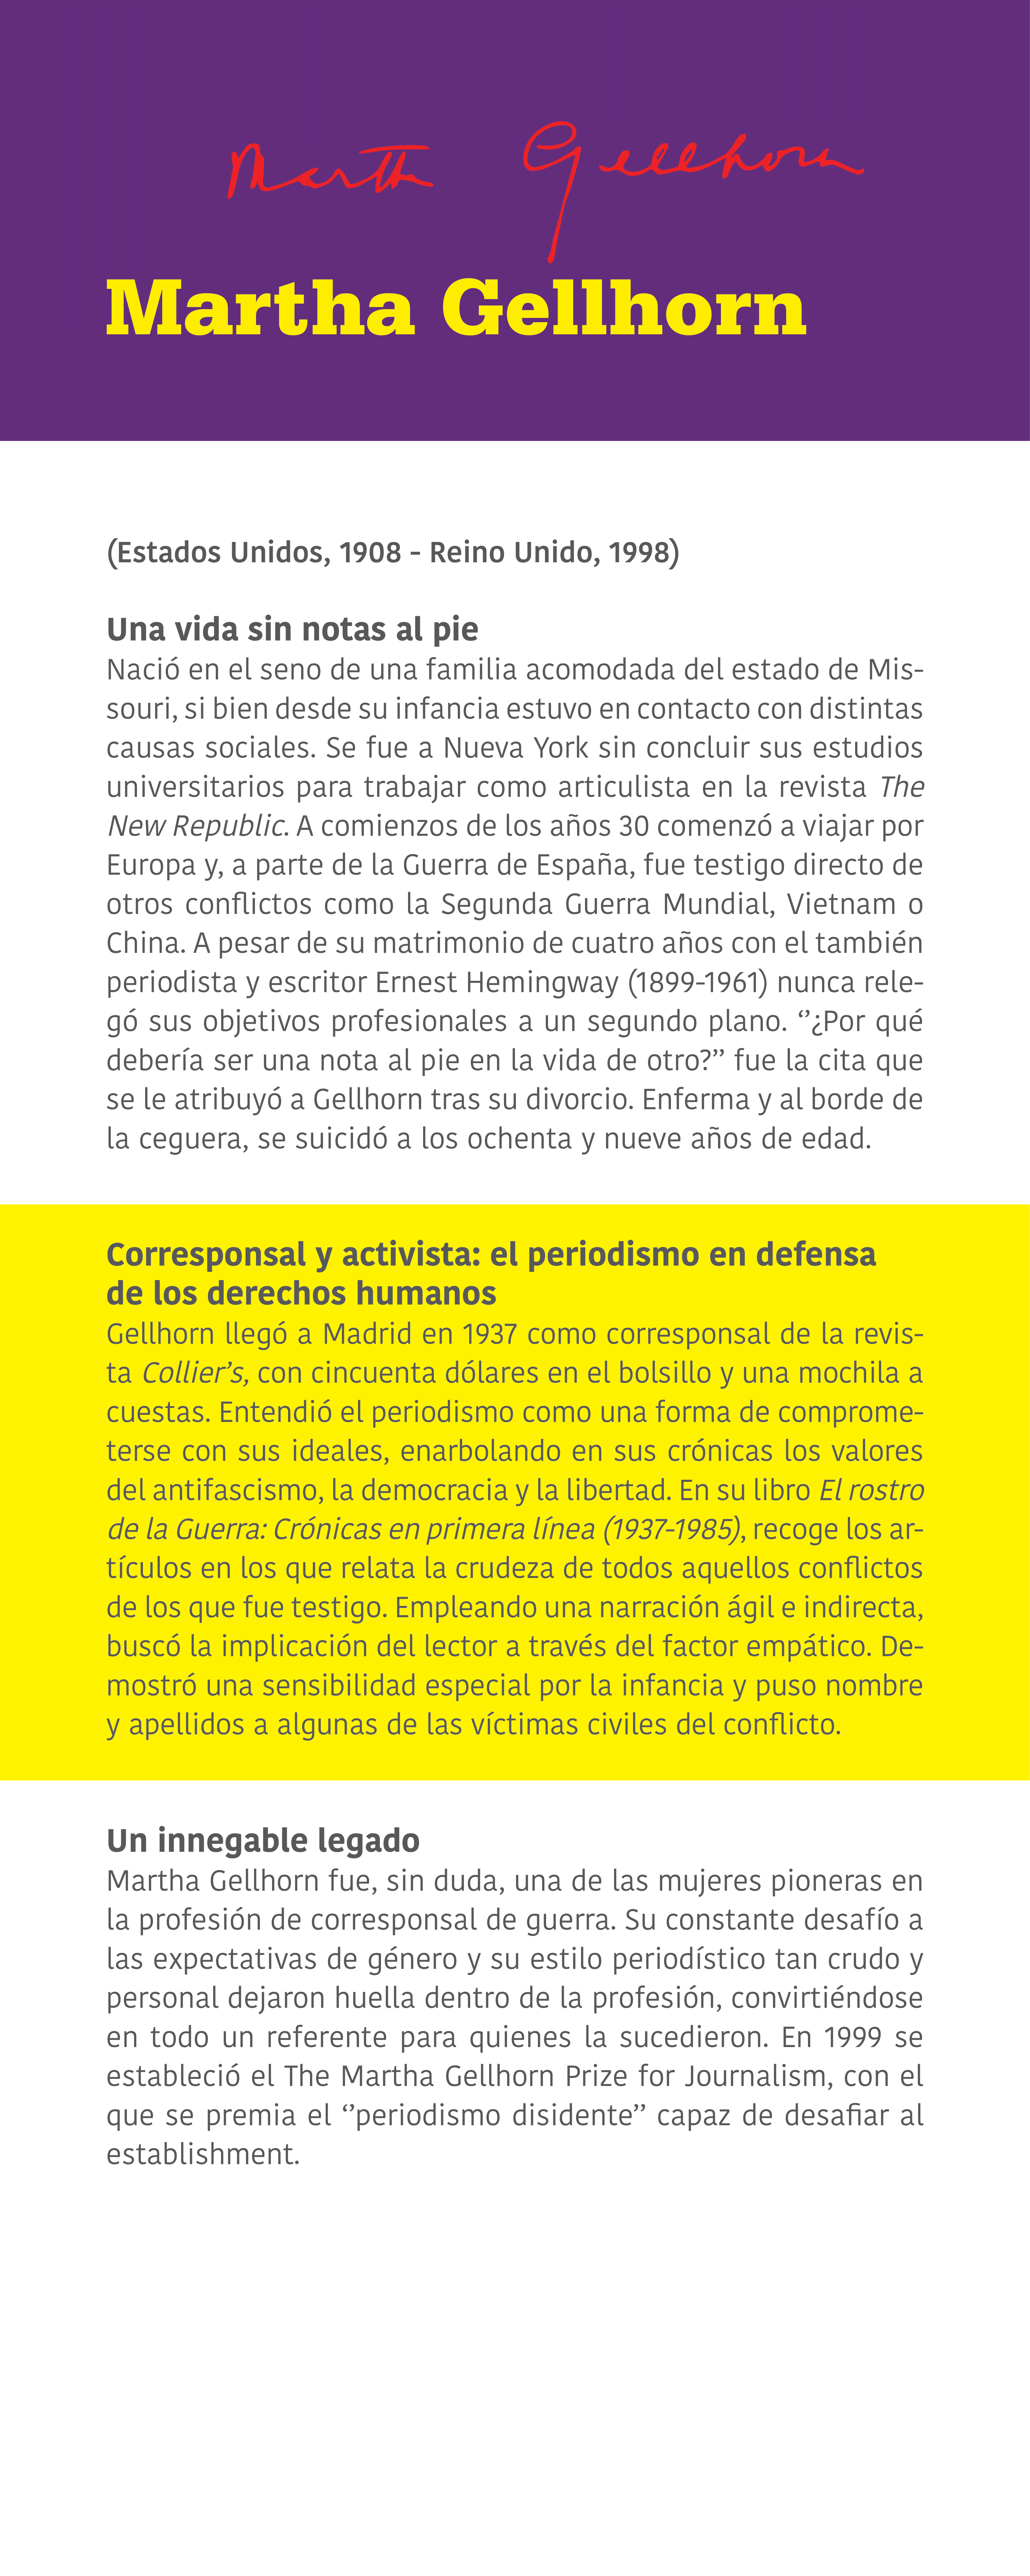 Martha Gellhorn
Martha Gellhorn
(Estados Unidos, 1908 - Reino Unido, 1998)
Una vida sin notas al pie
Nació en el seno de una familia acomodada del estado de Mis-
souri, si bien desde su infancia estuvo en contacto con distintas
causas sociales. Se fue a Nueva York sin concluir sus estudios
universitarios para trabajar como articulista en la revista The
New Republic. A comienzos de los años 30 comenzó a viajar por
Europa y, a parte de la Guerra de España, fue testigo directo de
otros conflictos como la Segunda Guerra Mundial, Vietnam o
China. A pesar de su matrimonio de cuatro años con el también
periodista y escritor Ernest Hemingway (1899-1961) nunca rele-
gó sus objetivos profesionales a un segundo plano. ‘’¿Por qué
debería ser una nota al pie en la vida de otro?’’ fue la cita que
se le atribuyó a Gellhorn tras su divorcio. Enferma y al borde de
la ceguera, se suicidó a los ochenta y nueve años de edad.
Corresponsal y activista: el periodismo en defensa
de los derechos humanos
Gellhorn llegó a Madrid en 1937 como corresponsal de la revis-
ta Collier’s, con cincuenta dólares en el bolsillo y una mochila a
cuestas. Entendió el periodismo como una forma de comprome-
terse con sus ideales, enarbolando en sus crónicas los valores
del antifascismo, la democracia y la libertad. En su libro El rostro
de la Guerra: Crónicas en primera línea (1937-1985), recoge los ar-
tículos en los que relata la crudeza de todos aquellos conflictos
de los que fue testigo. Empleando una narración ágil e indirecta,
buscó la implicación del lector a través del factor empático. De-
mostró una sensibilidad especial por la infancia y puso nombre
y apellidos a algunas de las víctimas civiles del conflicto.
Un innegable legado
Martha Gellhorn fue, sin duda, una de las mujeres pioneras en
la profesión de corresponsal de guerra. Su constante desafío a
las expectativas de género y su estilo periodístico tan crudo y
personal dejaron huella dentro de la profesión, convirtiéndose
en todo un referente para quienes la sucedieron. En 1999 se
estableció el The Martha Gellhorn Prize for Journalism, con el
que se premia el ‘’periodismo disidente’’ capaz de desafiar al
establishment.